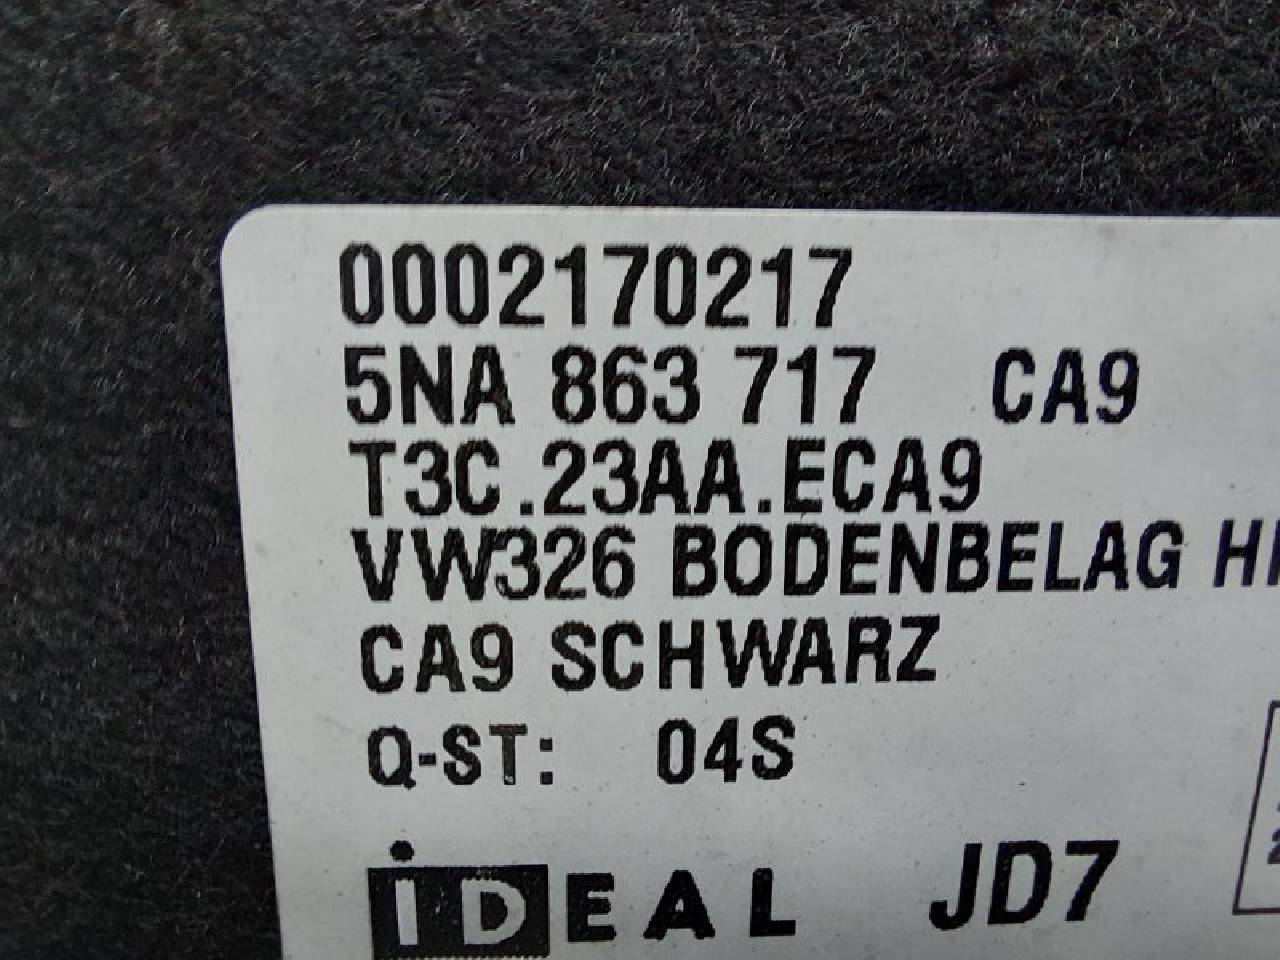 0002170217
5NA 863 717 CA9
T3C.23AA.ECA9
VW326 BODENBELAG
CA9 SCHWARZ
Q-ST: 04S
iDEAL JD7